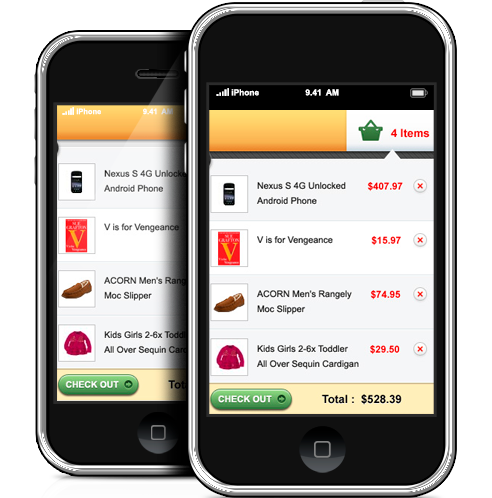 iPhone 9.41 AM
Nexus S 4G Unlocked
Android Phone
V is for Vengeance
ACORN Men's Rangely
Moc Slipper
Kids Girls 2-6x Toddl
All Over Sequin Cardig
CHECK OUT
Tot
iPhone 9.41 AM
4 Items
Nexus S 4G Unlocked $407.97
Android Phone
V is for Vengeance $15.97
ACORN Men's Rangely $74.95
Moc Slipper
Kids Girls 2-6x Toddler $29.50
All Over Sequin Cardigan
CHECK OUT Total : $528.39